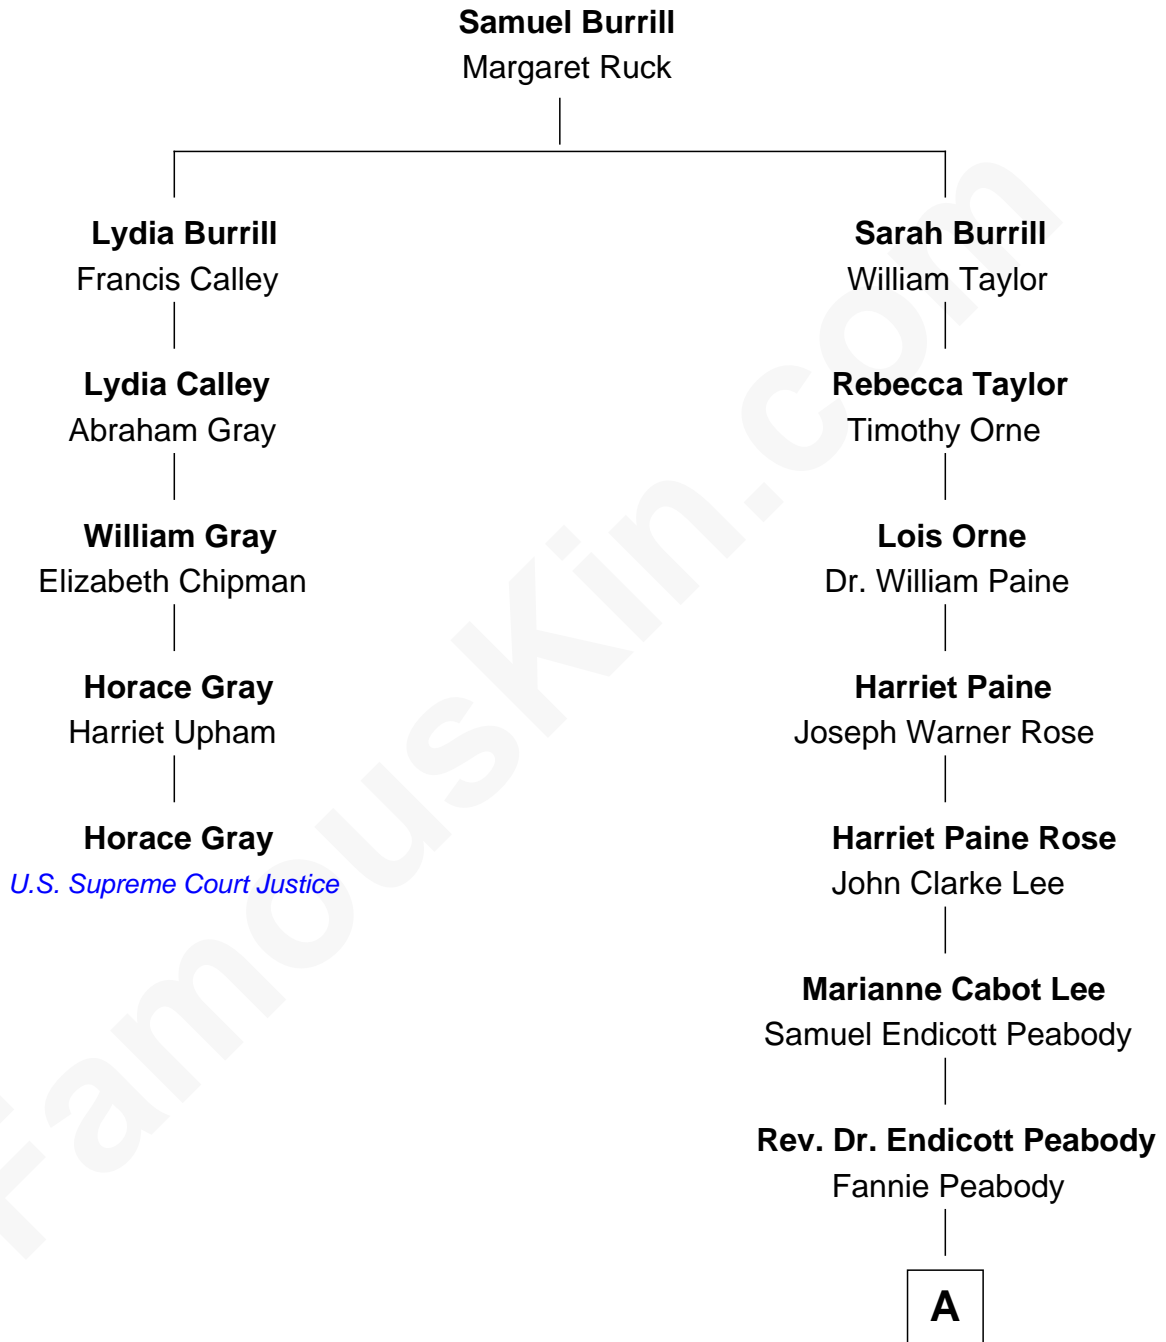 Samuel Burrill
Margaret Ruck
Lydia Burrill
Francis Calley
Sarah Burrill
William Taylor
Lydia Calley
Abraham Gray
Rebecca Taylor
Timothy Orne
William Gray
Elizabeth Chipman
Lois Orne
Dr. William Paine
Horace Gray
Harriet Upham
Harriet Paine
Joseph Warner Rose
Horace Gray
U.S. Supreme Court Justice
Harriet Paine Rose
John Clarke Lee
Marianne Cabot Lee
Samuel Endicott Peabody
Rev. Dr. Endicott Peabody
Fannie Peabody
A
FamousKin.com